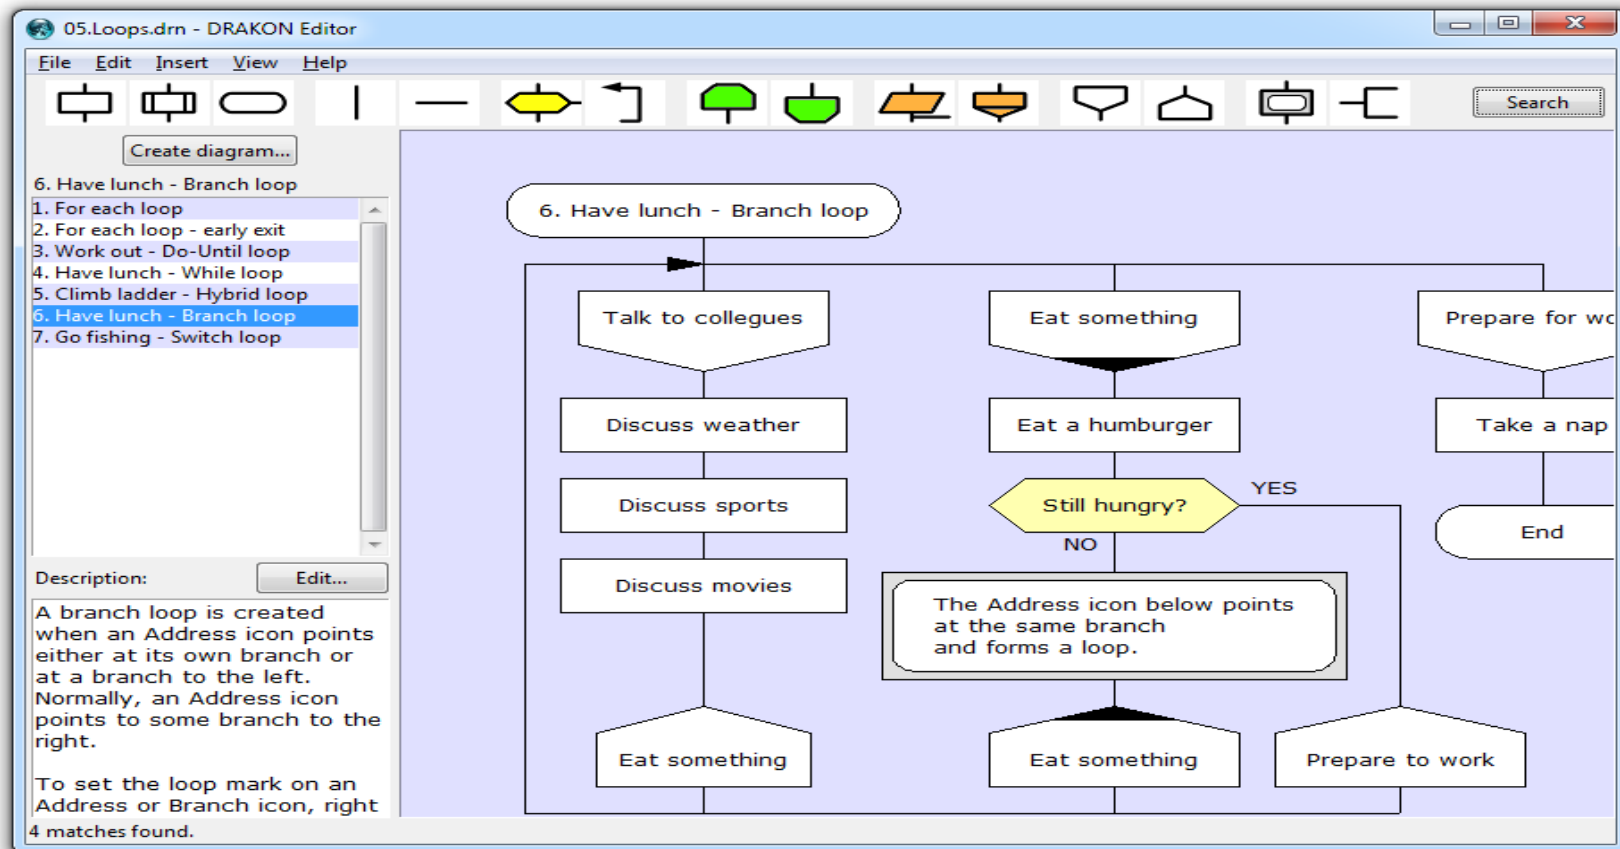 05.Loops.drn - DRAKON Editor
File Edit Insert View Help
Search
Create diagram...
6. Have lunch - Branch loop
1. For each loop
2. For each loop - early exit
3. Work out - Do-Until loop
4. Have lunch - While loop
5. Climb ladder - Hybrid loop
6. Have lunch - Branch loop
7. Go fishing - Switch loop
Description:
Edit...
A branch loop is created
when an Address icon points
either at its own branch or
at a branch to the left.
Normally, an Address icon
points to some branch to the
right.
To set the loop mark on an
Address or Branch icon, right
4 matches found.
6. Have lunch - Branch loop
Talk to collegues
Discuss weather
Discuss sports
Discuss movies
Eat something
Eat something
Eat a humburger
Still hungry?
YES
NO
The Address icon below points
at the same branch
and forms a loop.
Eat something
Prepare to work
Prepare for wo
Take a nap
End